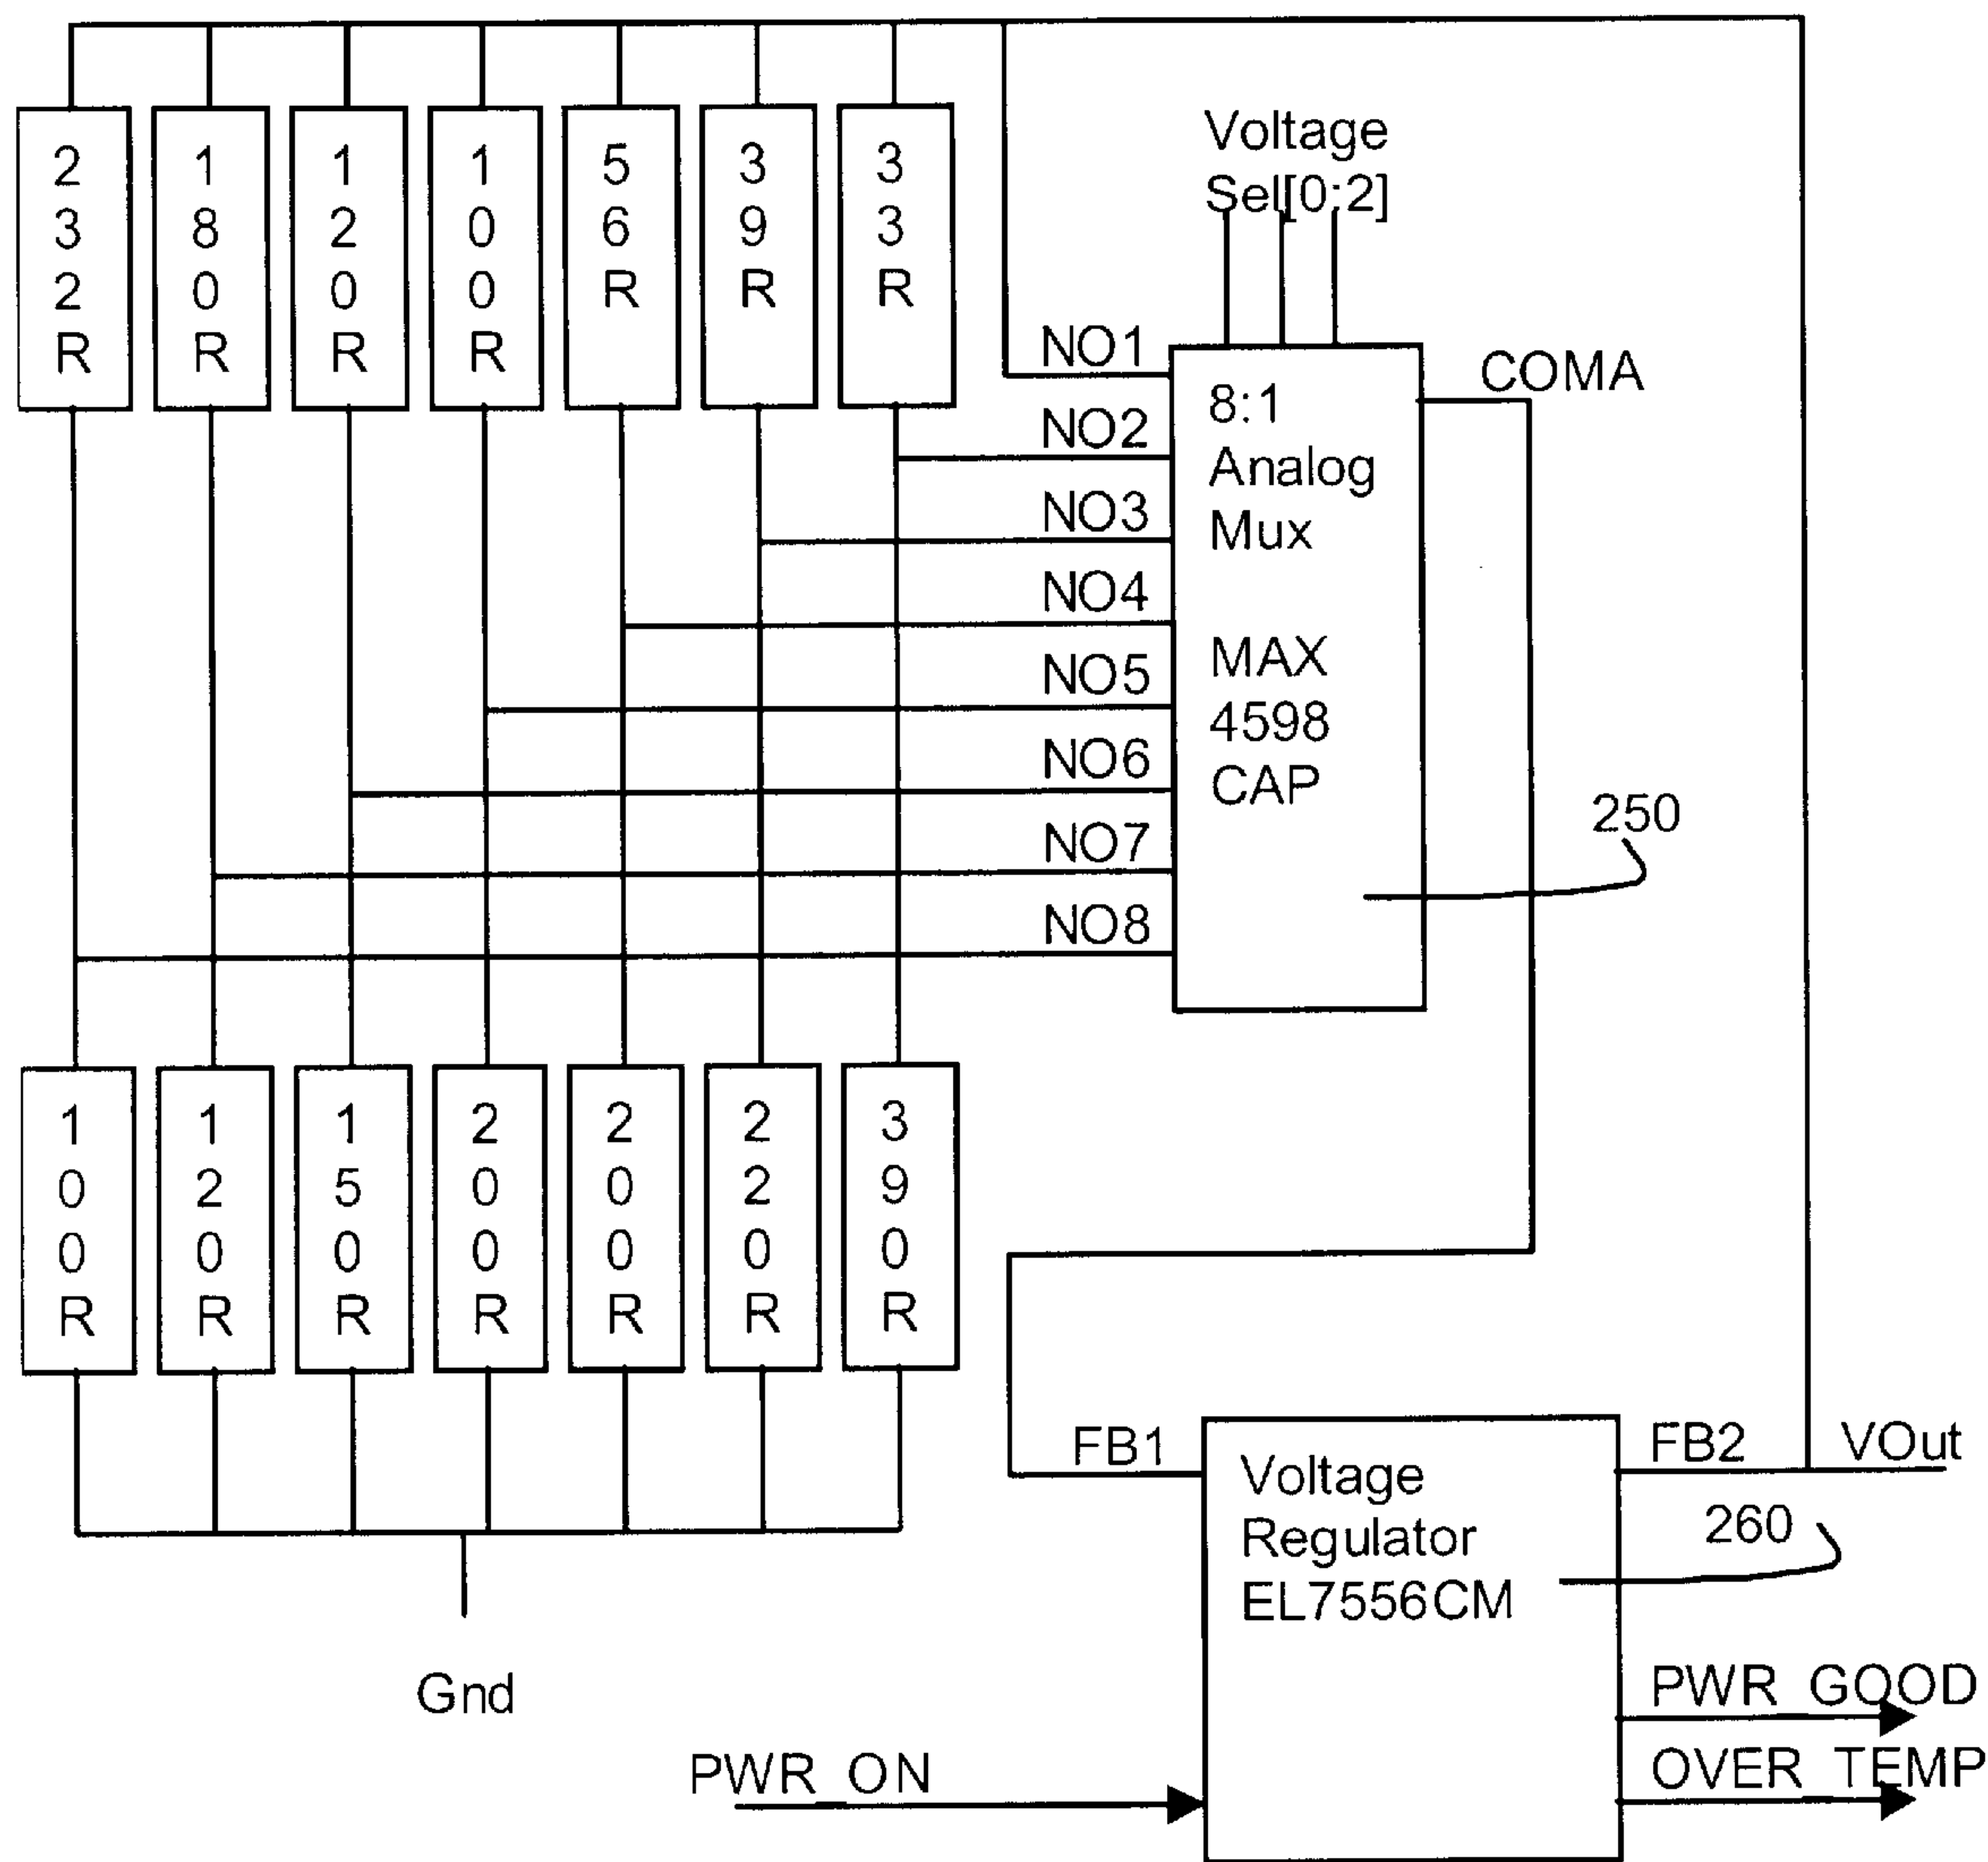 232R
180R
120R
100R
56R
39R
33R
Voltage
Sel[0:2]
NO1
NO2
NO3
NO4
NO5
NO6
NO7
NO8
8:1
Analog
Mux
MAX
4598
CAP
COMA
250
100R
120R
150R
200R
200R
220R
390R
Gnd
FB1
Voltage
Regulator
EL7556CM
FB2
VOut
260
PWR_GOOD
OVER_TEMP
PWR_ON